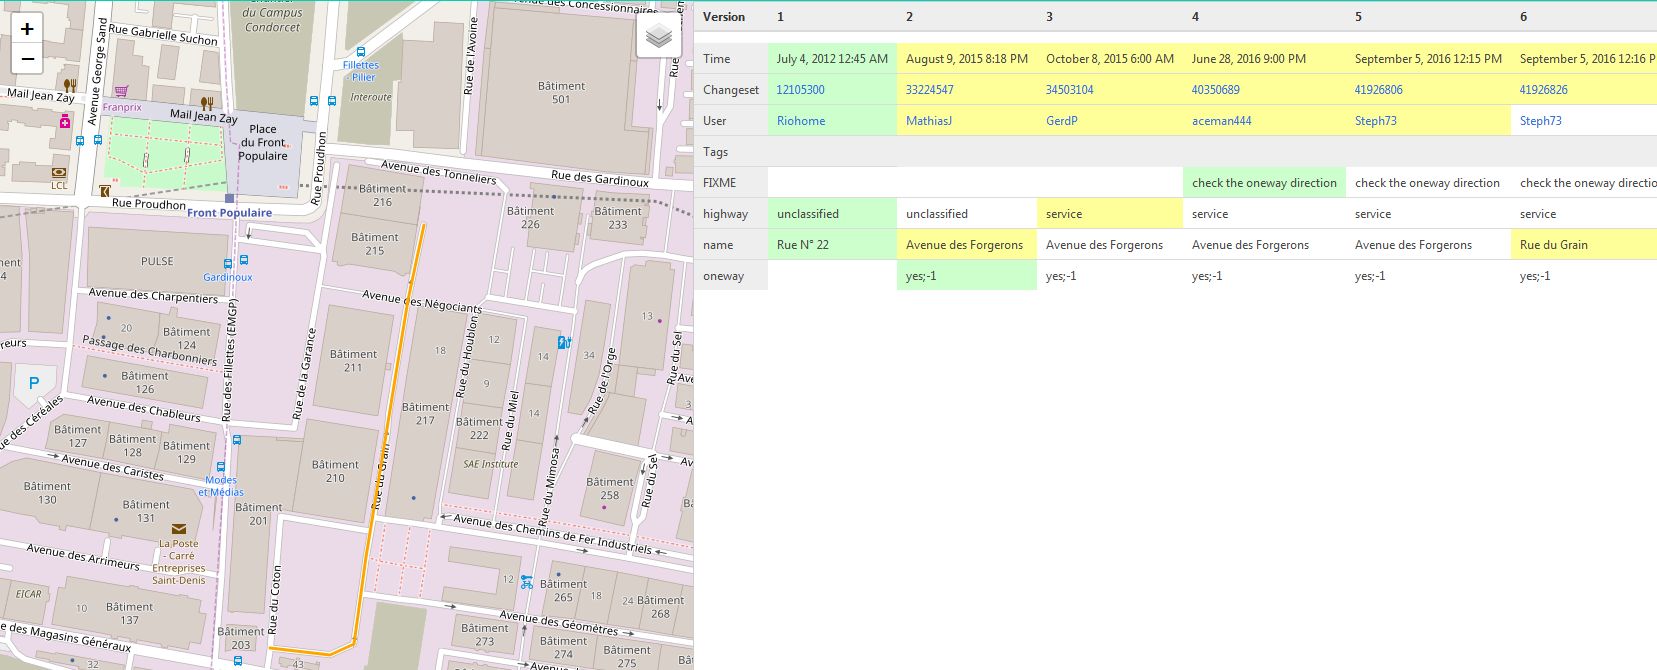 Avenue des Concessionnaires
du Campus
Condorcet
+
−
Rue Gabrielle Suchon
Avenue George Sand
Rue de l'Avoine
Fillettes
- Pilier
Interoute
Bâtiment
501
Mail Jean Zay
Franprix
Mail Jean Zay
Place
du Front
Populaire
LCL
Rue Proudhon
Rue Proudhon
Front Populaire
Avenue des Tonneliers
Rue des Gardinoux
Bâtiment
216
Bâtiment
226
Bâtiment
233
Bâtiment
215
PULSE
Gardinoux
Avenue des Charpentiers
Avenue des Négociants
20
Bâtiment
124
Passage des Charbonniers
Rue des Fillettes (EMGP)
Rue de la Garance
Bâtiment
211
18
Rue du Houblon
12
14
34
13
Rue du Sel
Rue de l'Orge
P
Bâtiment
126
9
Avenue des Chableurs
Bâtiment
217
14
Rue du Miel
Bâtiment
222
Bâtiment
127
Bâtiment
128
Bâtiment
129
SAE Institute
Avenue des Caristes
Bâtiment
210
Rue du Grain
Rue du Mimosa
Rue du Sel
Bâtiment
258
Modes
et Médias
Bâtiment
130
Bâtiment
131
Bâtiment
201
Avenue des Chemins de Fer Industriels
La Poste
- Carré
Entreprises
Saint-Denis
Avenue des Arrimeurs
EICAR
10
Bâtiment
137
Rue du Coton
12
Bâtiment
265
18
24
Bâtiment
268
Avenue des Géomètres
Bâtiment
203
Bâtiment
273
Bâtiment
274
Bâtiment
275
e des Magasins Généraux
32
43
Version 1 2 3 4 5 6
Time July 4, 2012 12:45 AM August 9, 2015 8:18 PM October 8, 2015 6:00 AM June 28, 2016 9:00 PM September 5, 2016 12:15 PM September 5, 2016 12:16 P
Changeset 12105300 33224547 34503104 40350689 41926806 41926826
User Riohome MathiasJ GerdP aceman444 Steph73 Steph73
Tags
FIXME check the oneway direction check the oneway direction check the oneway directio
highway unclassified unclassified service service service service
name Rue N° 22 Avenue des Forgerons Avenue des Forgerons Avenue des Forgerons Avenue des Forgerons Rue du Grain
oneway yes;-1 yes;-1 yes;-1 yes;-1 yes;-1